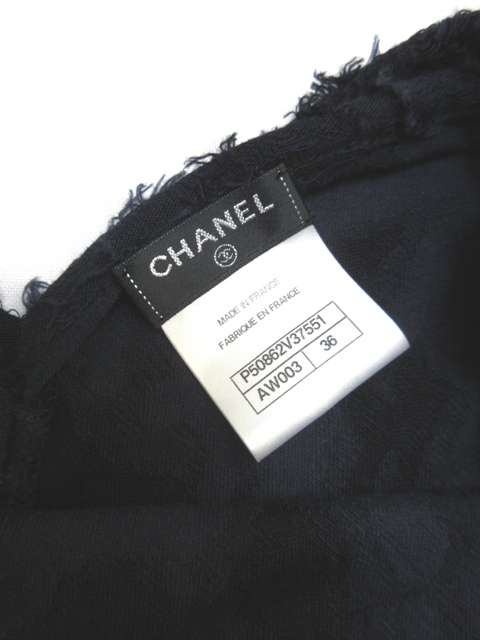 CHANEL
MADE IN FRANCE
FABRIQUE EN FRANCE
P50862V37551
AW003 36